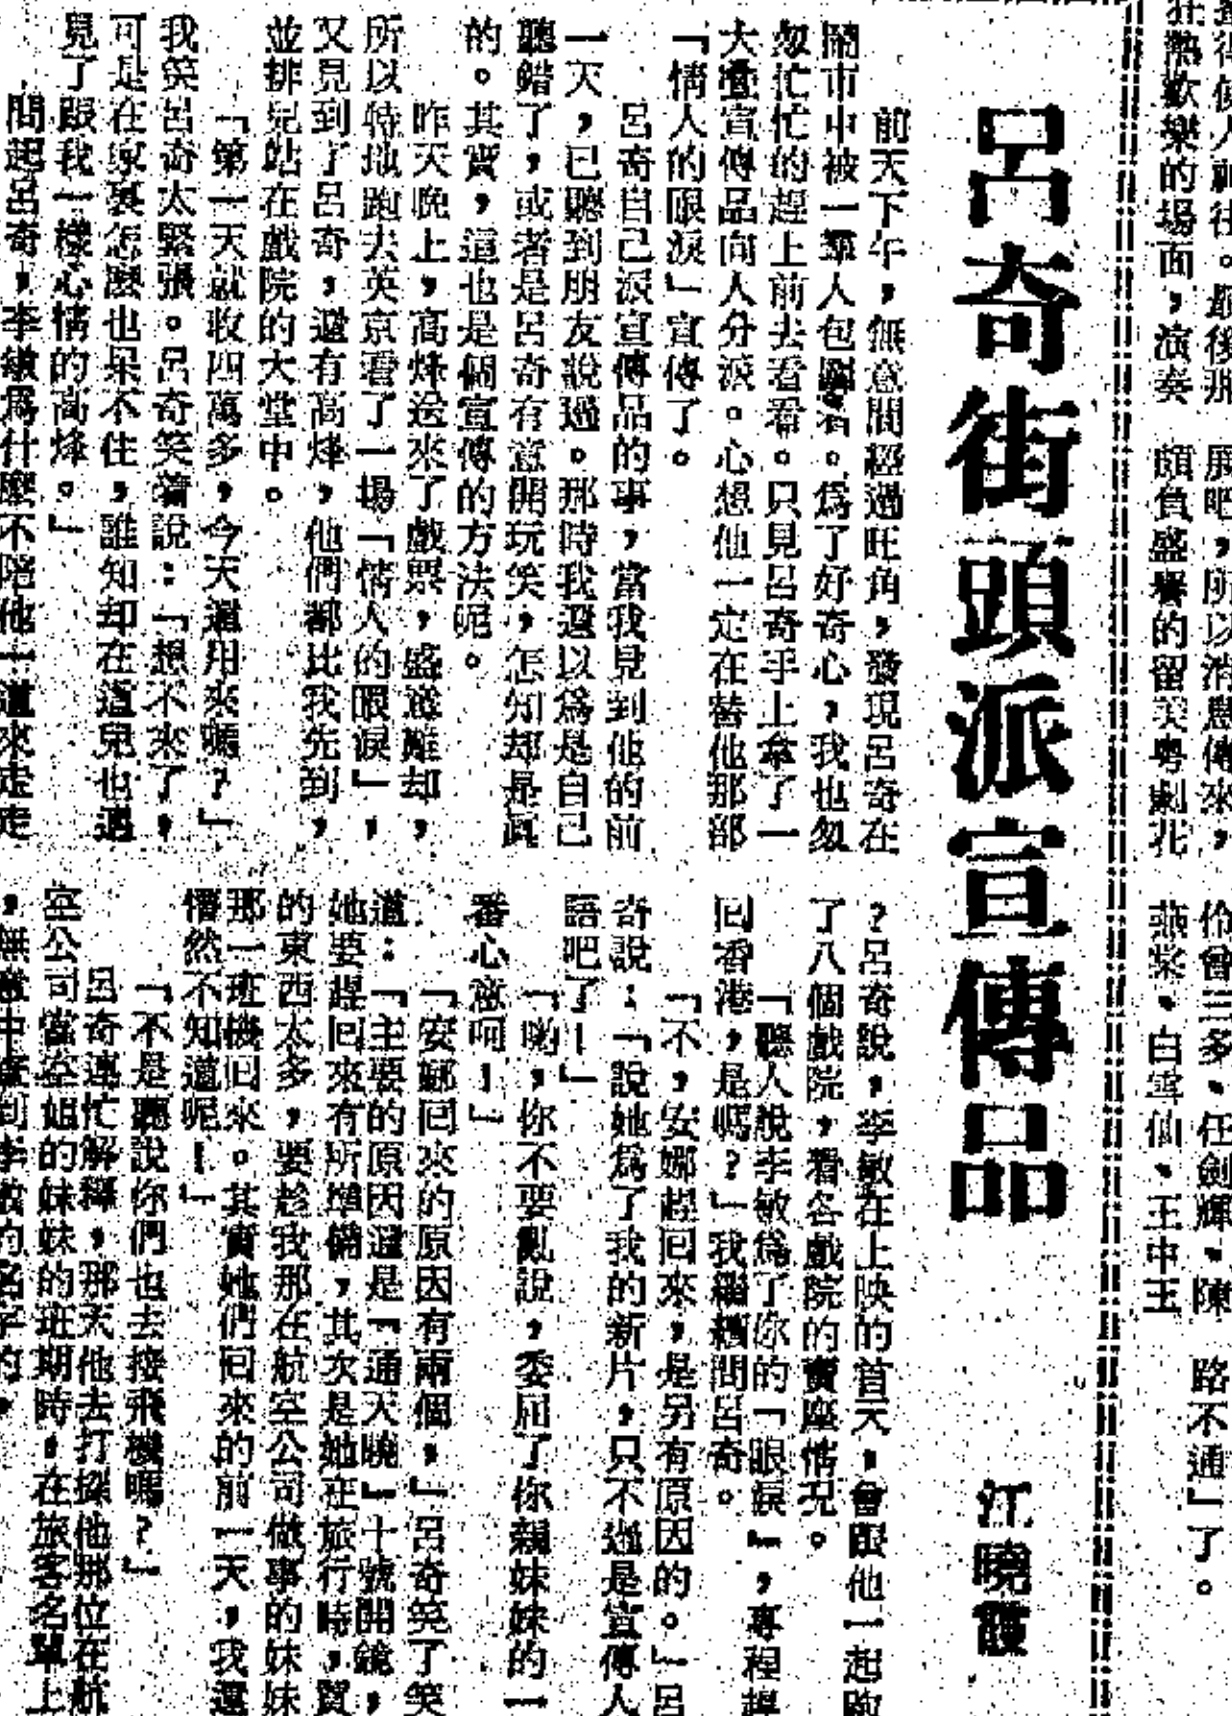 路不通」了。
呂奇街頭派宣傳品
江曉霞
前天下午,無意間經過旺角,發現呂奇在
鬧市中被一羣人包圍着。爲了好奇心,我也匆
匆忙忙的趕上前去看看。只見呂奇手上拿了一
大疊宣傳品向人分派。心想他一定在替他那部
「情人的眼淚」宣傳了。
呂奇自己派宣傳品的事,當我見到他的前
一天,已聽到朋友說過。那時我還以爲是自己
聽錯了,或者是呂奇有意開玩笑,怎知却是眞
的。其實,這也是個宣傳的方法呢。
昨天晚上,高烽送來了戲票,盛意難却,
所以特地跑去英京看了一場「情人的眼淚」,
又見到了呂奇,還有高烽,他們都比我先到,
並排兒站在戲院的大堂中。
「第一天就收四萬多,今天還用來嗎?」
我笑呂奇太緊張。呂奇笑着說:「想不來了,
可是在家裏怎麼也呆不住,誰知却在這兒也遇
見了跟我一樣心情的高烽。」
問起呂奇,李敏爲什麼不陪他一道來走走
?呂奇說,李敏在上映的首天,曾跟他一起跑
了八個戲院,看各戲院的賣座情况。
「聽人說李敏爲了你的「眼淚」,專程趕
回香港,是嗎?」我繼續問呂奇。
「不,安娜趕回來,是另有原因的。」呂
奇說:「說她爲了我的新片,只不過是宣傳人
語吧了!」
「喲,你不要亂說,委屈了你親妹妹的一
番心意呵!」
「安娜回來的原因有兩個,」呂奇笑了笑
道:「主要的原因還是「通天曉」十號開鏡,
她要趕回來有所準備,其次是她在旅行時,買
的東西太多,要趁我那在航空公司做事的妹妹
那一班機回來。其實她們回來的前一天,我還
懵然不知道呢!」
「不是聽說你們也去接飛機嗎?」
呂奇連忙解釋,那天他去打探他那位在航
空公司當空姐的妹妹的班期時,在旅客名單上
,無意中查到李敏的名字的,